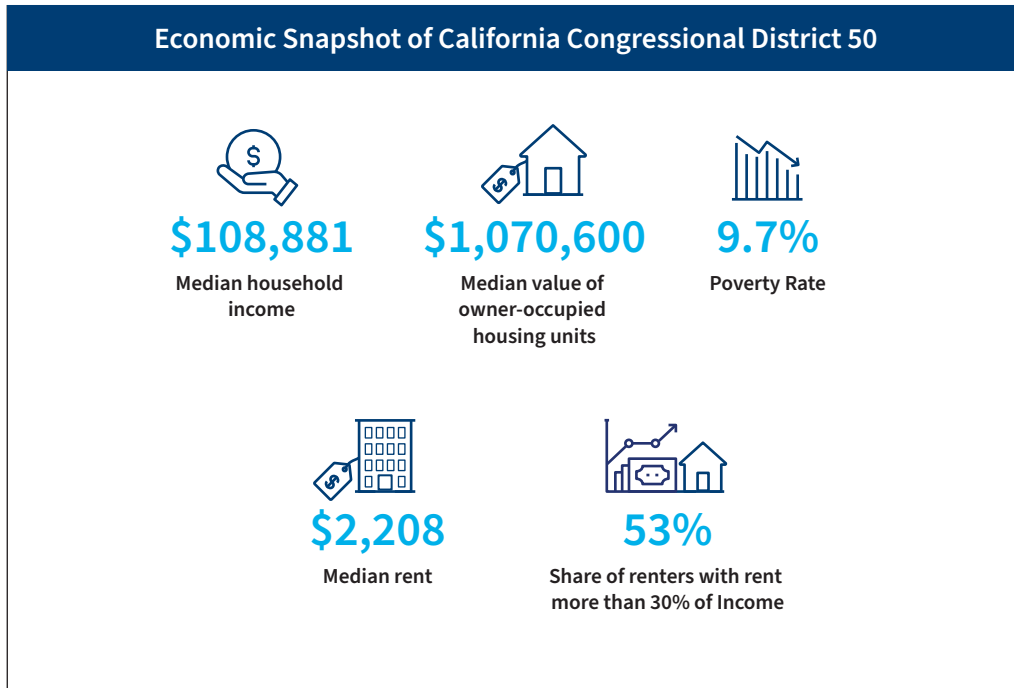 Economic Snapshot of California Congressional District 50
$
$
$108,881
$1,070,600
9.7%
Median household
income
Median value of
owner-occupied
housing units
Poverty Rate
$
$2,208
53%
Median rent
Share of renters with rent
more than 30% of Income